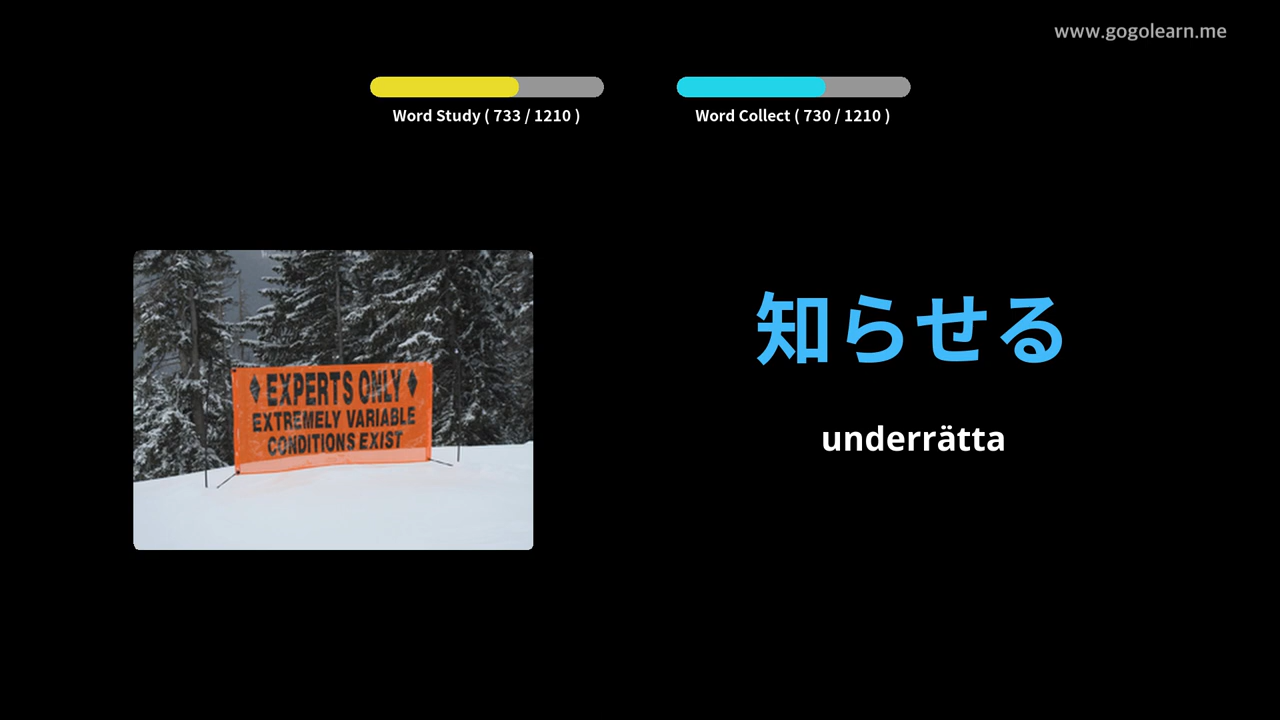 www.gogolearn.me
Word Study ( 733 / 1210 )
Word Collect ( 730 / 1210 )
EXPERTS ONLY
EXTREMELY VARIABLE
CONDITIONS EXIST
知らせる
underrätta